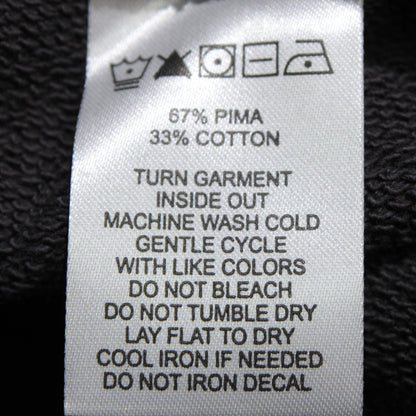 67% PIMA
33% COTTON
TURN GARMENT
INSIDE OUT
MACHINE WASH COLD
GENTLE CYCLE
WITH LIKE COLORS
DO NOT BLEACH
DO NOT TUMBLE DRY
LAY FLAT TO DRY
COOL IRON IF NEEDED
DO NOT IRON DECAL